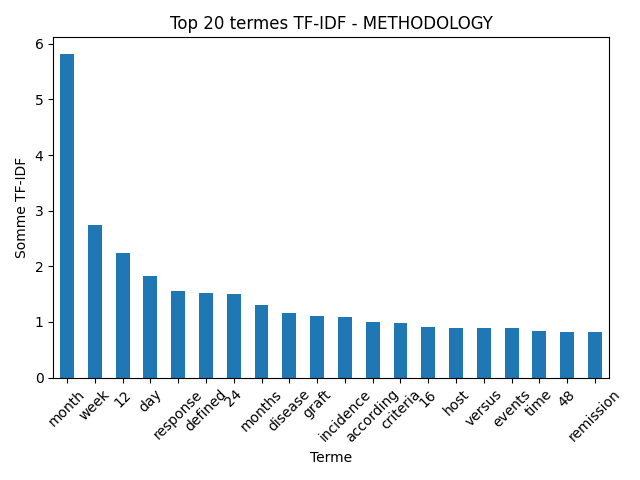 Top 20 termes TF-IDF - METHODOLOGY
Somme TF-IDF
6
5
4
3
2
1
0
month
week
12
day
response
defined
24
months
disease
graft
incidence
according
criteria
16
host
versus
events
time
48
remission
Terme